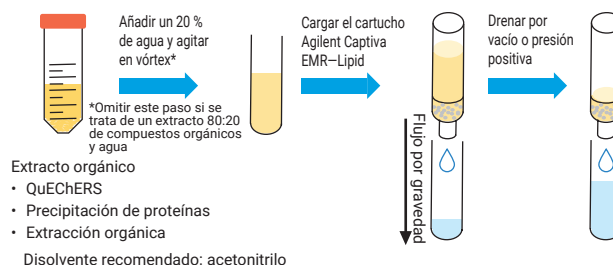 Añadir un 20 %
de agua y agitar
en vórtex*
*Omitir este paso si se
trata de un extracto 80:20
de compuestos orgánicos
y agua
Cargar el cartucho
Agilent Captiva
EMR—Lipid
Drenar por
vacío o presión
positiva
Flujo por gravedad
Extracto orgánico
• QuEChERS
• Precipitación de proteínas
• Extracción orgánica
Disolvente recomendado: acetonitrilo